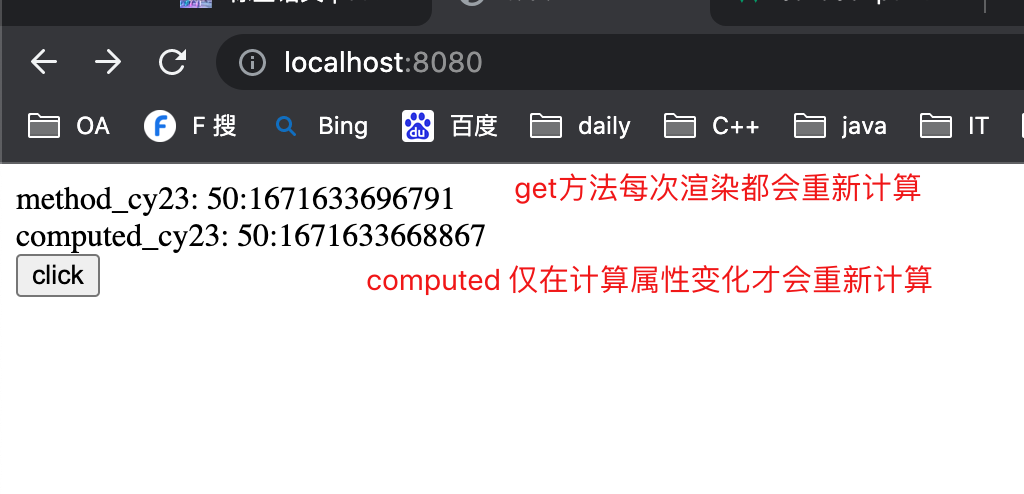 localhost:8080
OA F 搜 Bing du 百度 daily C++ java IT
method_cy23: 50:1671633696791 get方法每次渲染都会重新计算
computed_cy23: 50:1671633668867
click computed 仅在计算属性变化才会重新计算